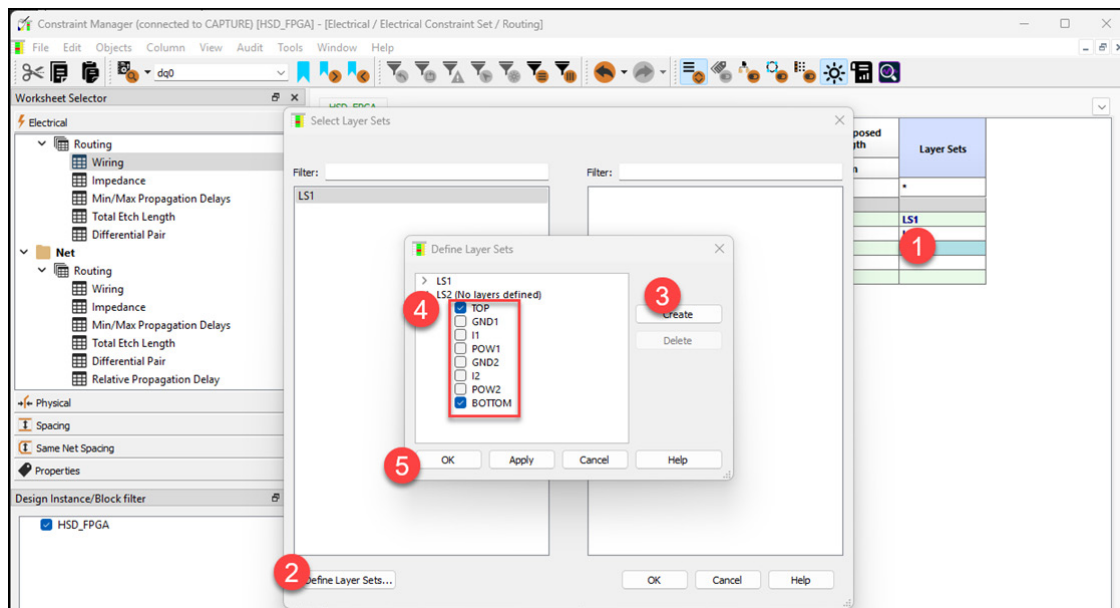 Constraint Manager (connected to CAPTURE) [HSD_FPGA] - [Electrical / Electrical Constraint Set / Routing]
File Edit Objects Column View Audit Tools Window Help
dq0
Worksheet Selector
Electrical
Routing
Wiring
Impedance
Min/Max Propagation Delays
Total Etch Length
Differential Pair
Net
Routing
Wiring
Impedance
Min/Max Propagation Delays
Total Etch Length
Differential Pair
Relative Propagation Delay
Physical
Spacing
Same Net Spacing
Properties
Design Instance/Block filter
HSD_FPGA
HSD_FPGA
Select Layer Sets
Filter:
LS1
Filter:
2
Define Layer Sets...
OK Cancel Help
Define Layer Sets
LS1
LS2 (No layers defined)
4
TOP
GND1
I1
POW1
GND2
I2
POW2
BOTTOM
3
Create
Delete
5
OK Apply Cancel Help
Layer Sets
*
LS1
1